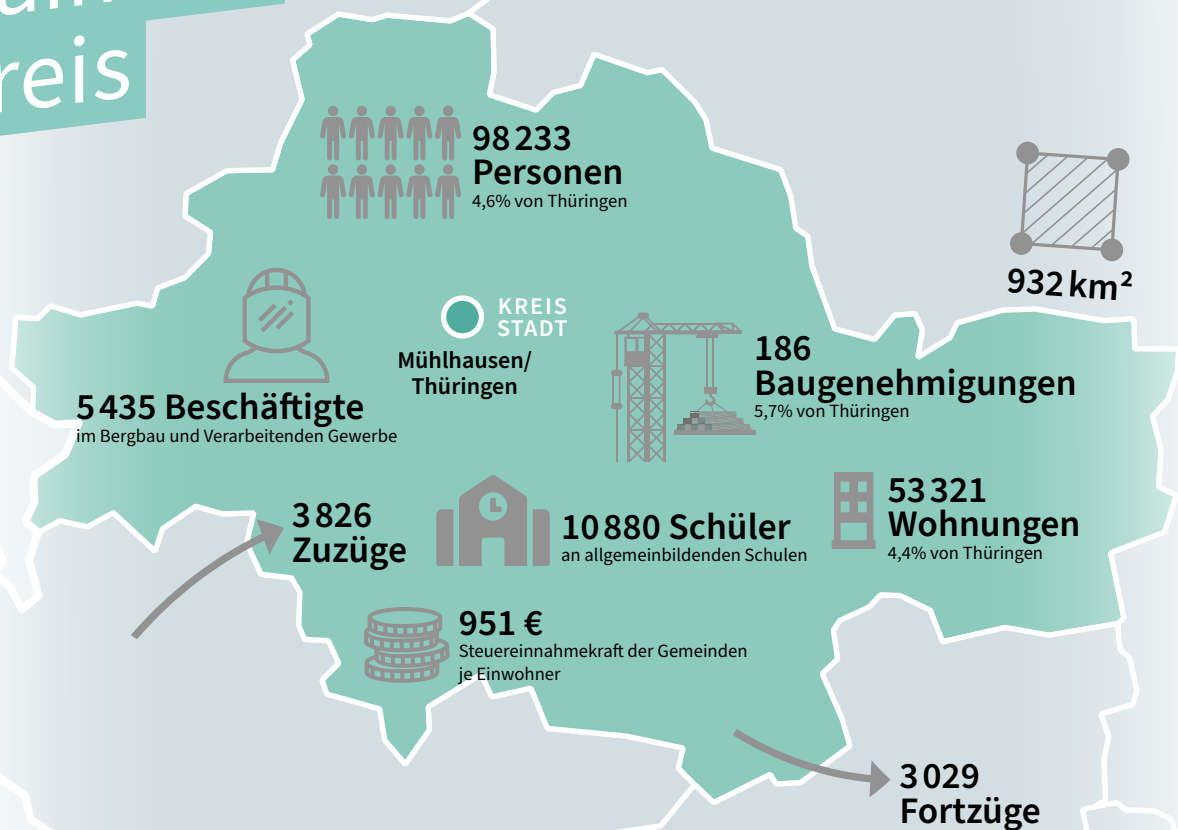 reis
98 233
Personen
4,6% von Thüringen
932 km²
KREIS
STADT
Mühlhausen/
Thüringen
186
Baugenehmigungen
5,7% von Thüringen
5 435 Beschäftigte
im Bergbau und Verarbeitenden Gewerbe
3 826
Zuzüge
10 880 Schüler
an allgemeinbildenden Schulen
53 321
Wohnungen
4,4% von Thüringen
951 €
Steuereinnahmekraft der Gemeinden
je Einwohner
3 029
Fortzüge